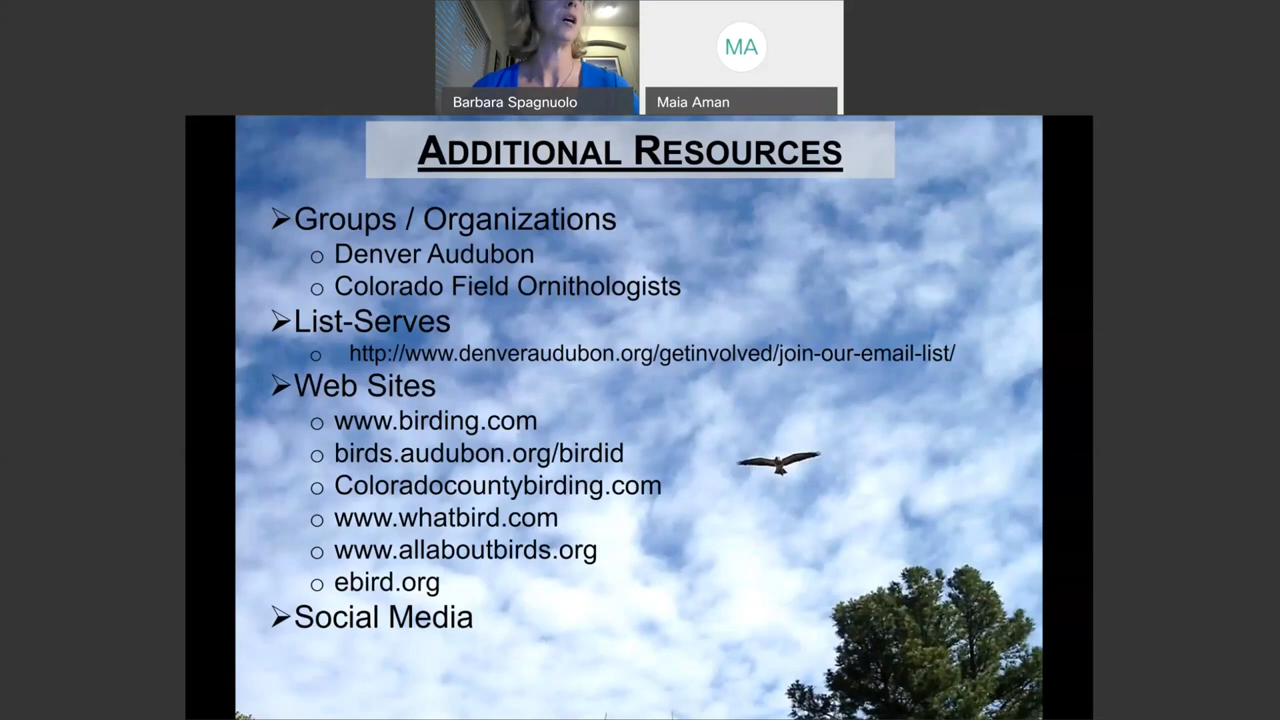 MA
Barbara Spagnuolo
Maia Aman
ADDITIONAL RESOURCES
Groups / Organizations
Denver Audubon
Colorado Field Ornithologists
List-Serves
http://www.denveraudubon.org/getinvolved/join-our-email-list/
Web Sites
www.birding.com
birds.audubon.org/birdid
Coloradocountybirding.com
www.whatbird.com
www.allaboutbirds.org
ebird.org
Social Media